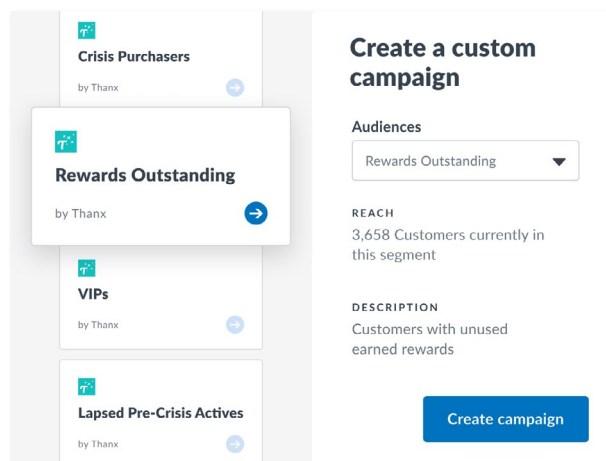 Crisis Purchasers
by Thanx
Rewards Outstanding
by Thanx
VIPs
by Thanx
Lapsed Pre-Crisis Actives
by Thanx
Create a custom
campaign
Audiences
Rewards Outstanding
REACH
3,658 Customers currently in
this segment
DESCRIPTION
Customers with unused
earned rewards
Create campaign